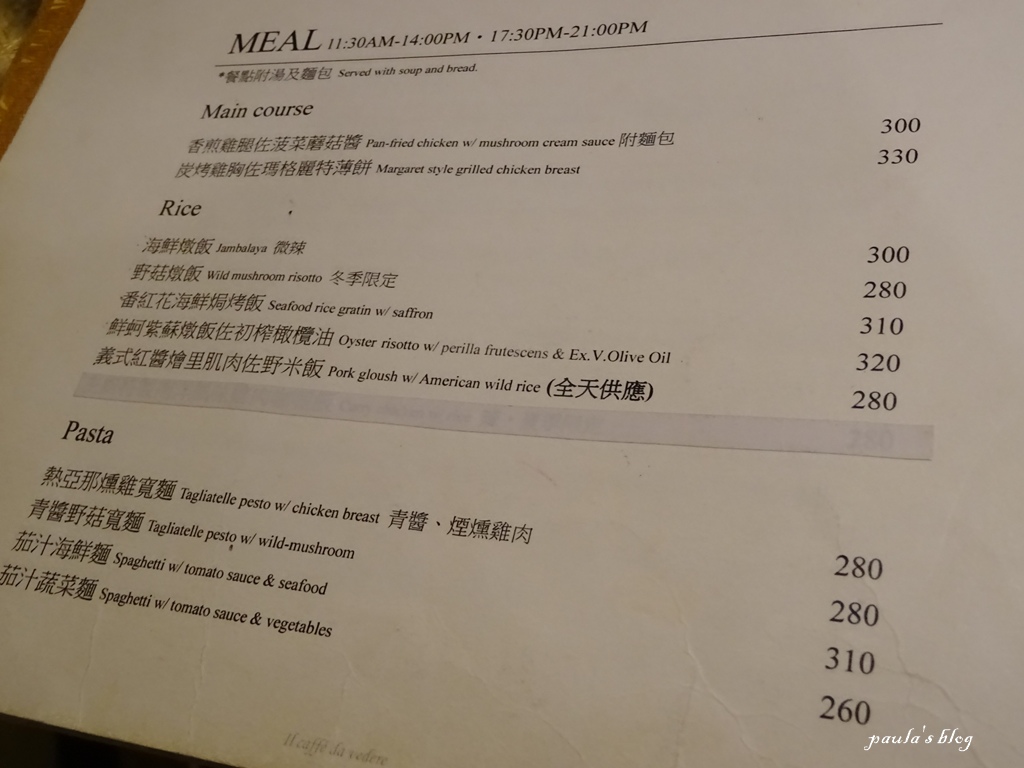 MEAL 11:30AM-14:00PM・17:30PM-21:00PM
*餐點附湯及麵包 Served with soup and bread.
Main course
香煎雞腿佐菠菜蘑菇醬 Pan-fried chicken w/ mushroom cream sauce 附麵包 300
炭烤雞胸佐瑪格麗特薄餅 Margaret style grilled chicken breast 330
Rice
海鮮燉飯 Jambalaya 微辣 300
野菇燉飯 Wild mushroom risotto 冬季限定 280
番紅花海鮮焗烤飯 Seafood rice gratin w/ saffron 310
鮮蚵紫蘇燉飯佐初榨橄欖油 Oyster risotto w/ perilla frutescens & Ex.V.Olive Oil 320
義式紅醬燴里肌肉佐野米飯 Pork gloush w/ American wild rice (全天供應) 280
280
Pasta
熱亞那燻雞寬麵 Tagliatelle pesto w/ chicken breast 青醬、煙燻雞肉 280
青醬野菇寬麵 Tagliatelle pesto w/ wild-mushroom 280
茄汁海鮮麵 Spaghetti w/ tomato sauce & seafood 310
茄汁蔬菜麵 Spaghetti w/ tomato sauce & vegetables 260
Il caffè da vedere
paula's blog